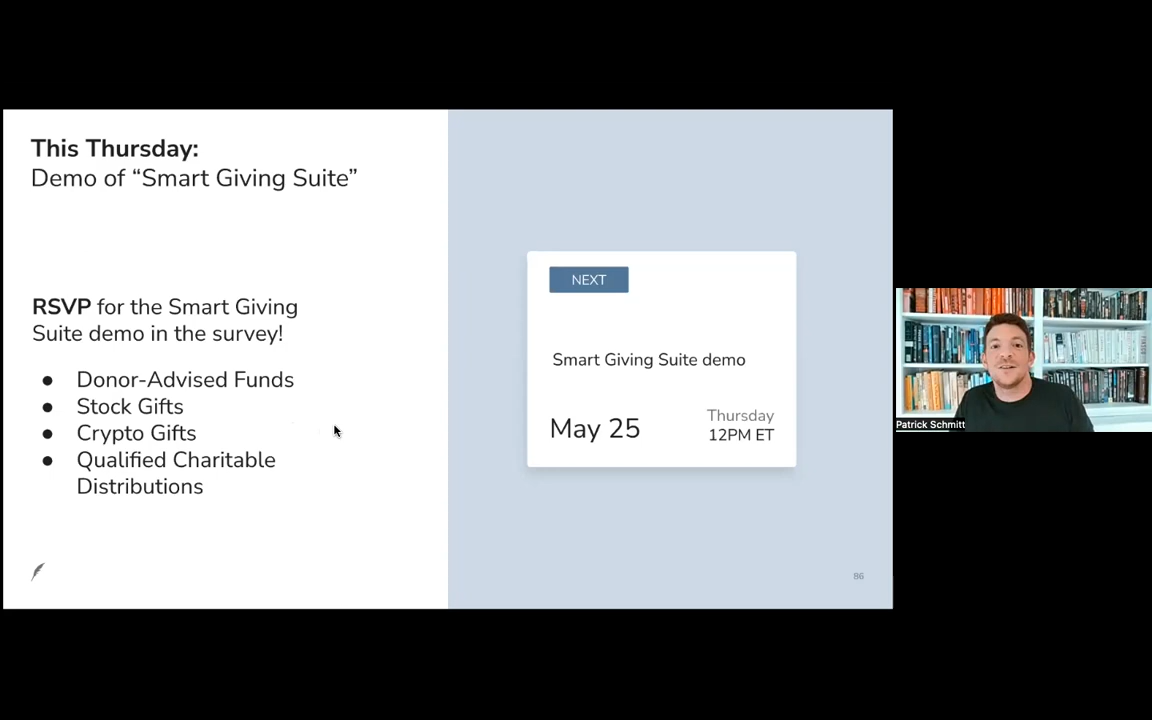 This Thursday:
Demo of “Smart Giving Suite”
RSVP for the Smart Giving
Suite demo in the survey!
● Donor-Advised Funds
● Stock Gifts
● Crypto Gifts
● Qualified Charitable
Distributions
NEXT
Smart Giving Suite demo
May 25
Thursday
12PM ET
86
Patrick Schmitt